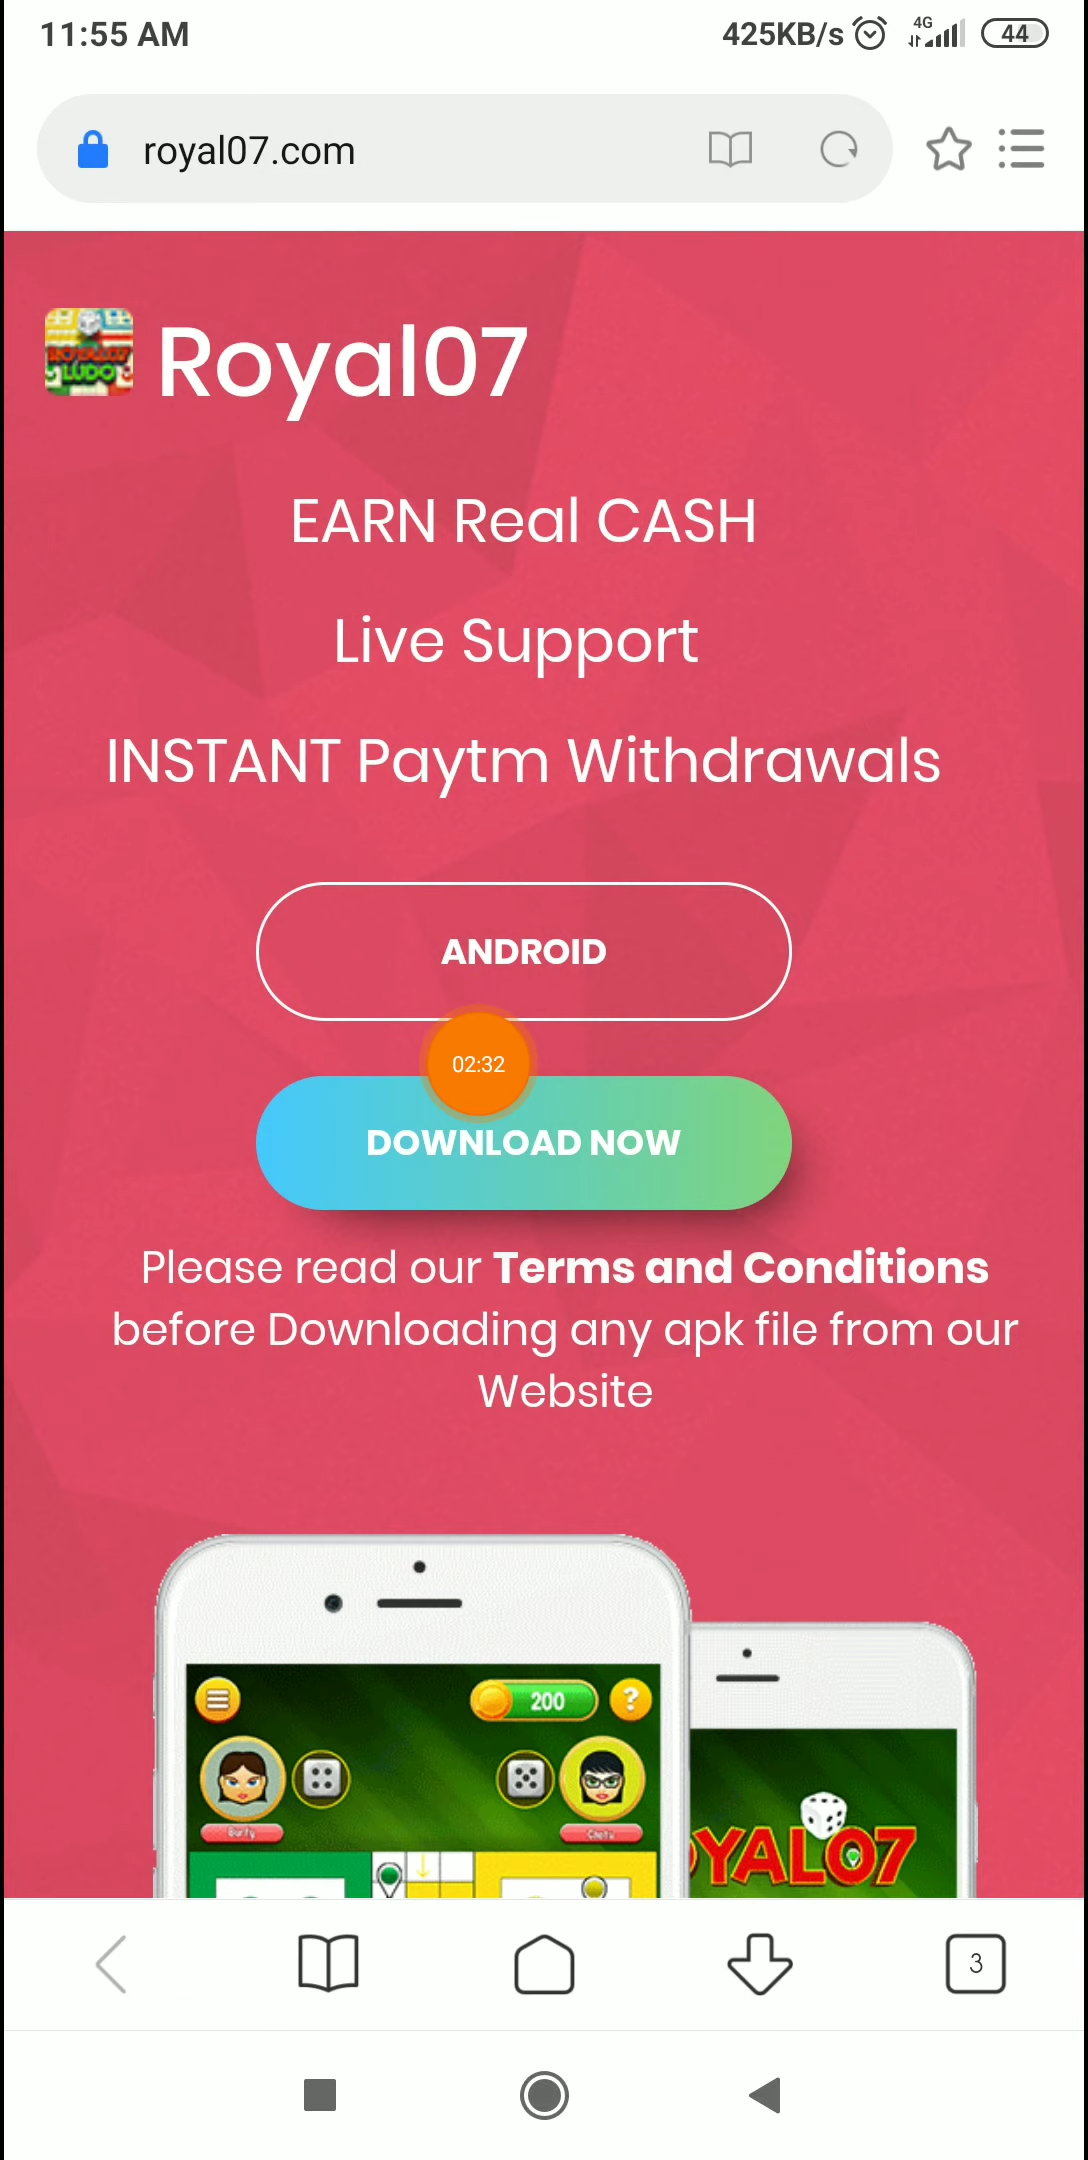 11:55 AM
425KB/s 4G 44
royal07.com
ROYAL07
LUDO
Royal07
EARN Real CASH
Live Support
INSTANT Paytm Withdrawals
ANDROID
02:32
DOWNLOAD NOW
Please read our Terms and Conditions
before Downloading any apk file from our
Website
200
?
YAL07
3